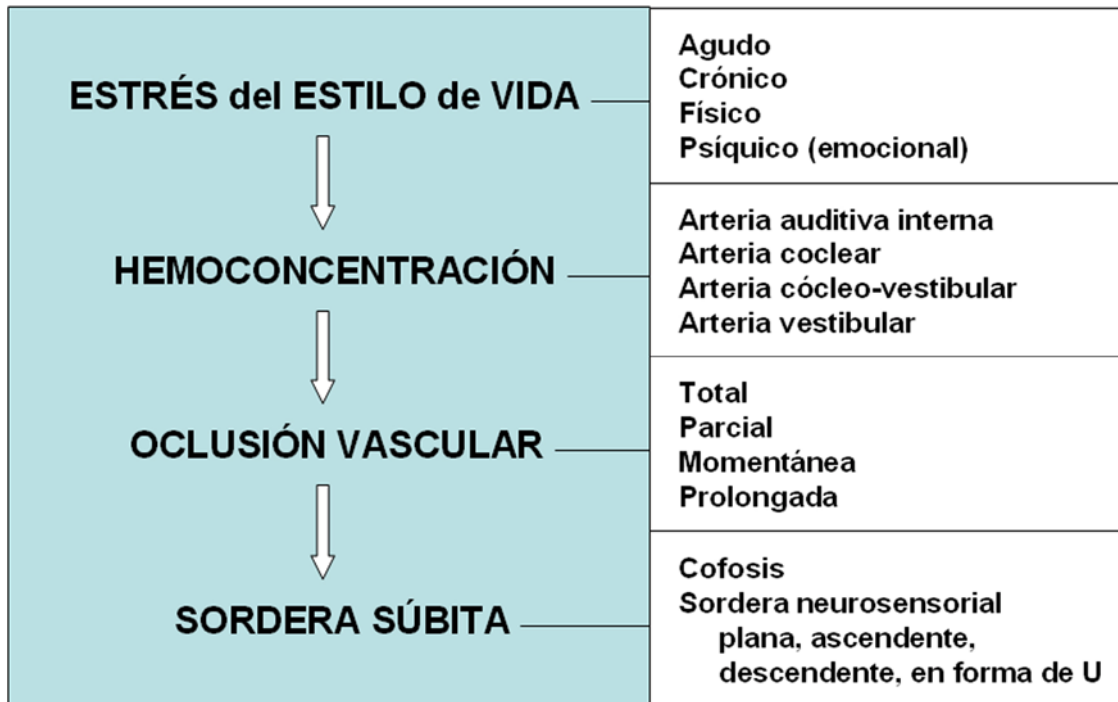 ESTRÉS del ESTILO de VIDA
Agudo
Crónico
Físico
Psíquico (emocional)
HEMOCONCENTRACIÓN
Arteria auditiva interna
Arteria coclear
Arteria cócleo-vestibular
Arteria vestibular
OCLUSIÓN VASCULAR
Total
Parcial
Momentánea
Prolongada
SORDERA SÚBITA
Cofosis
Sordera neurosensorial
plana, ascendente,
descendente, en forma de U